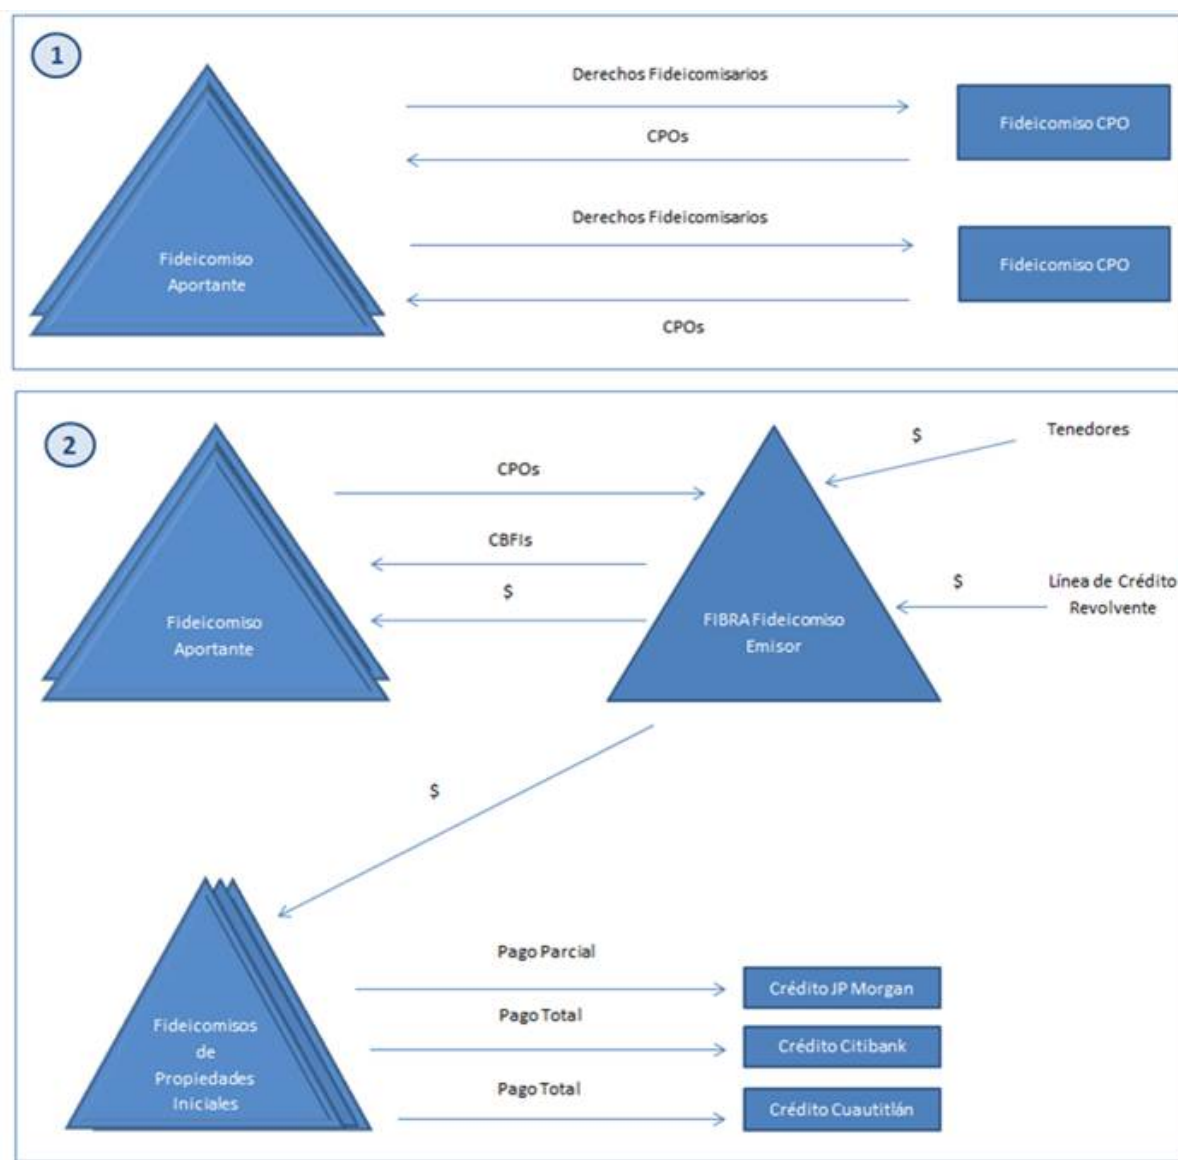 1
Derechos Fideicomisarios
Fideicomiso CPO
CPOs
Derechos Fideicomisarios
Fideicomiso
Aportante
Fideicomiso CPO
CPOs
2
Tenedores
$
CPOs
CBFIs
$
$
Línea de Crédito
Revolvente
Fideicomiso
Aportante
FIBRA Fideicomiso
Emisor
$
Pago Parcial
Crédito JP Morgan
Pago Total
Fideicomisos
de
Propiedades
Iniciales
Crédito Citibank
Pago Total
Crédito Cuautitlán